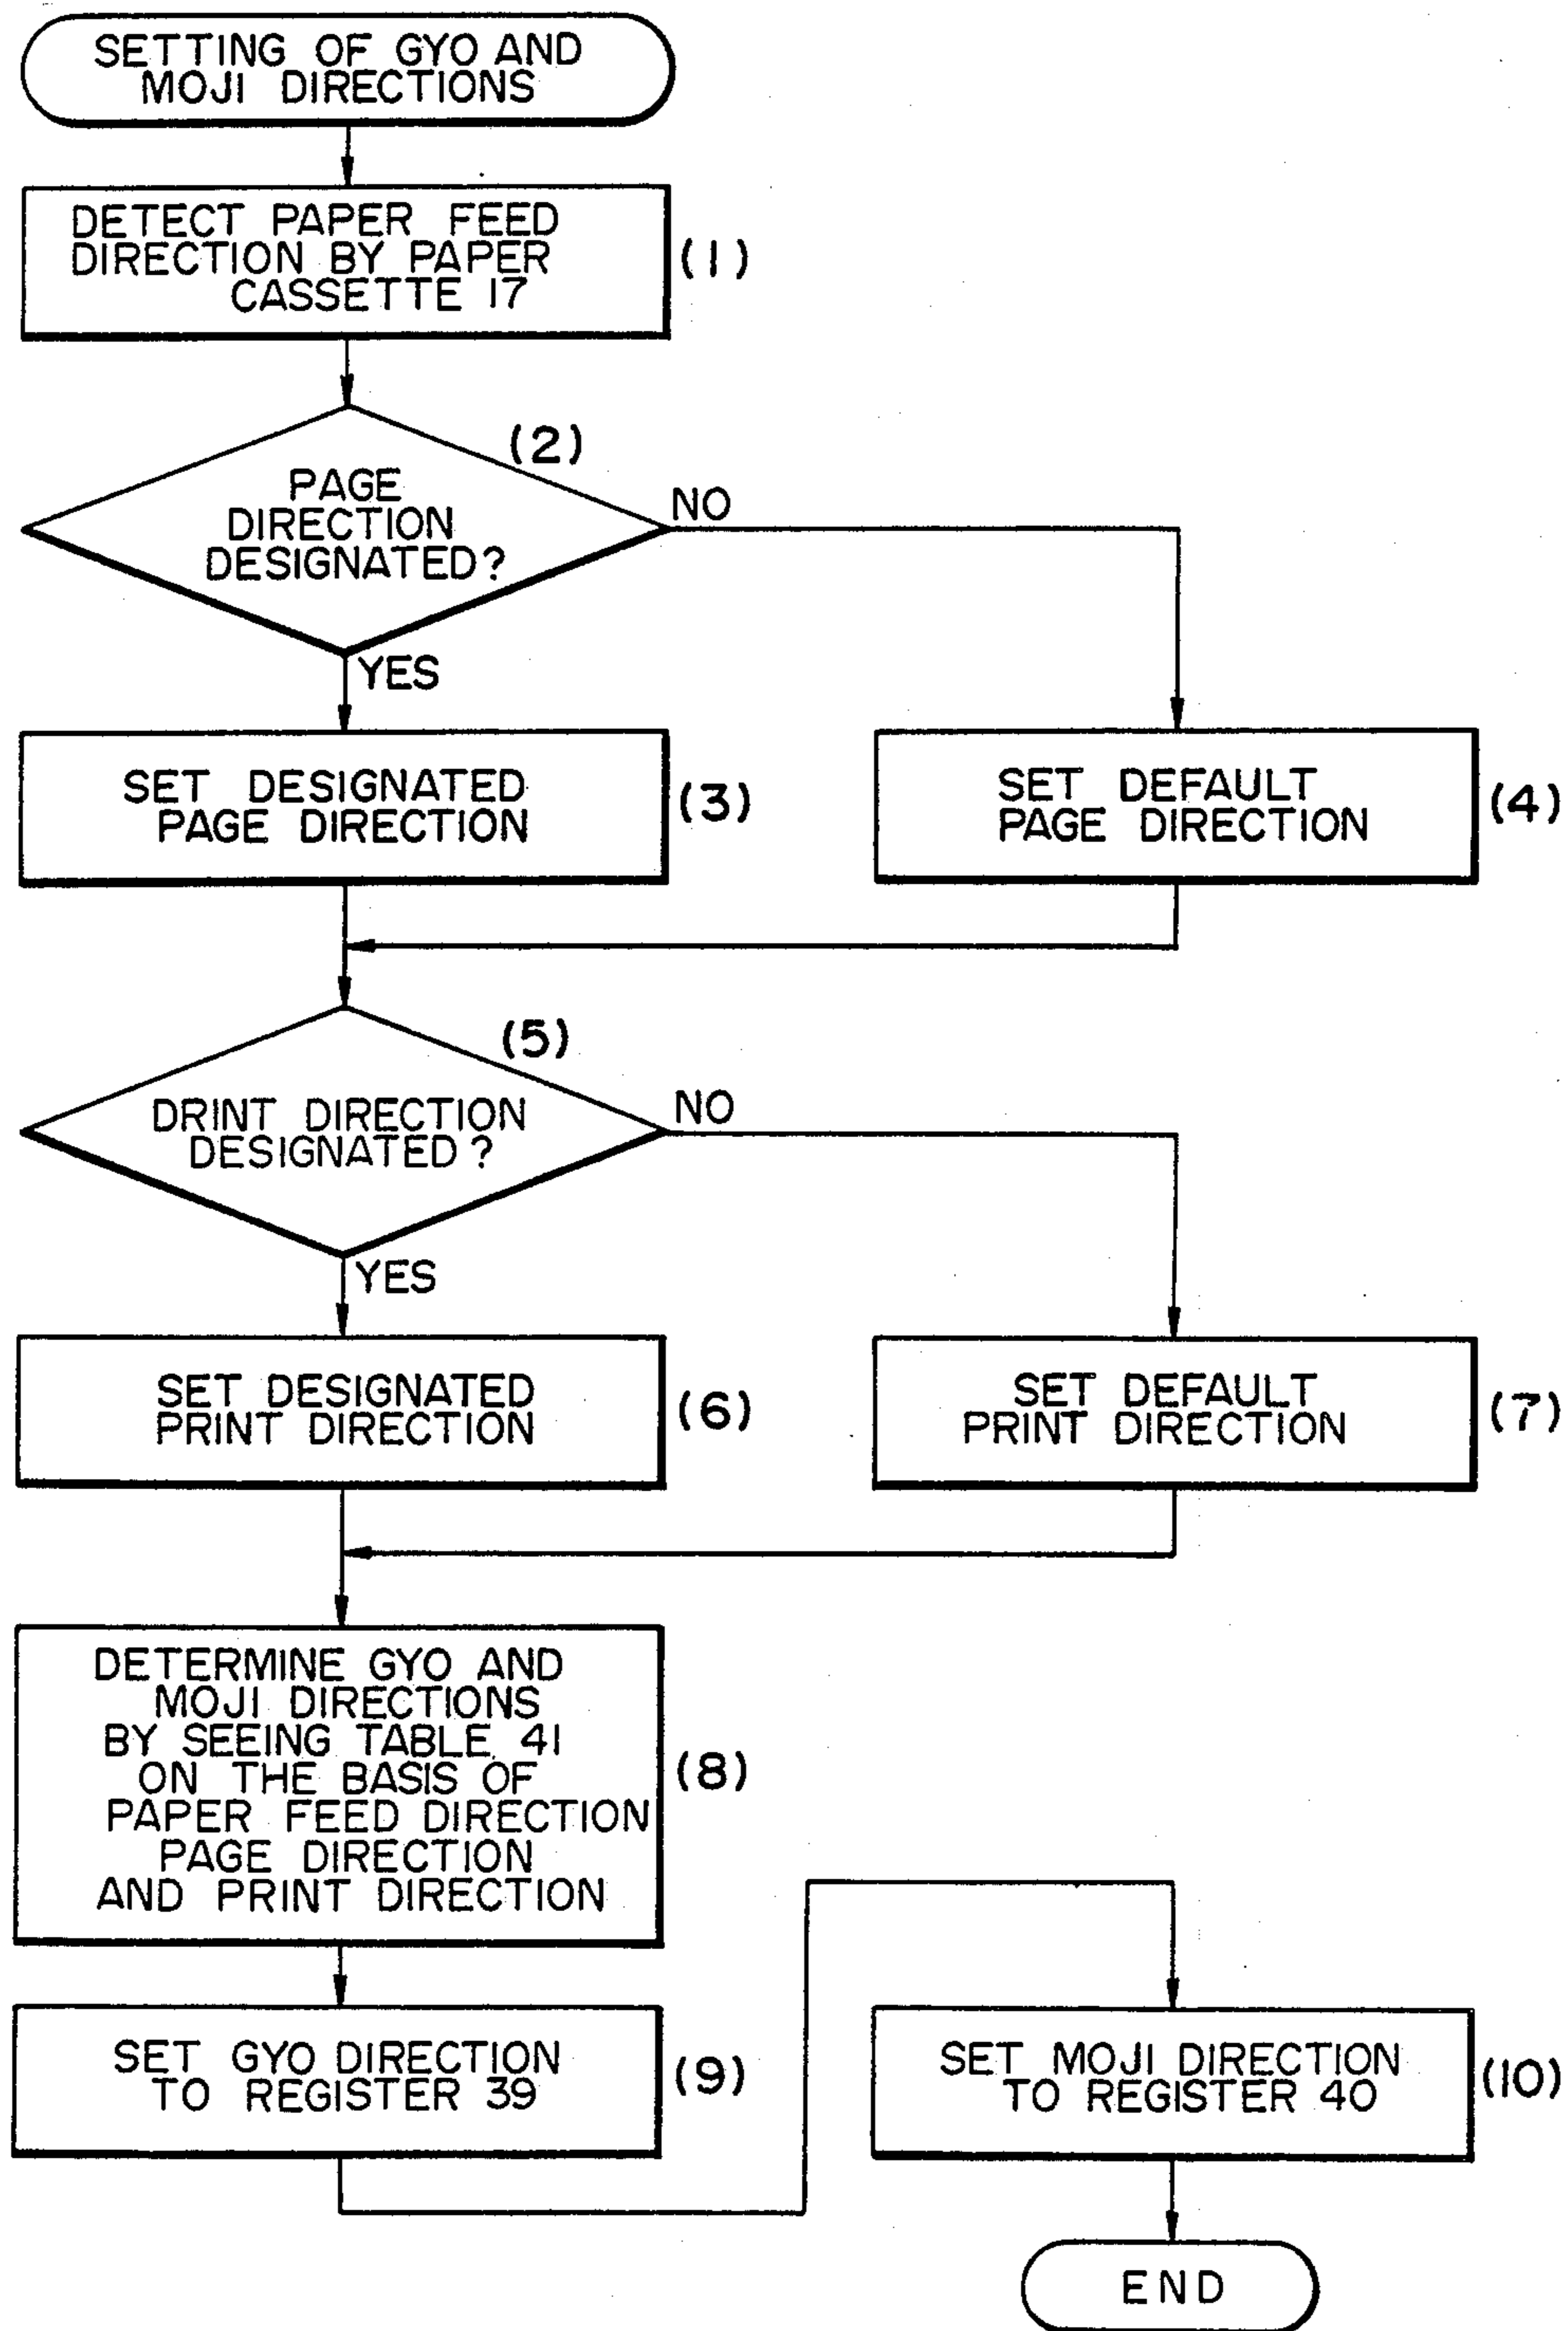 SETTING OF GYO AND
MOJI DIRECTIONS
DETECT PAPER FEED
DIRECTION BY PAPER
CASSETTE 17
(1)
(2)
PAGE
DIRECTION
DESIGNATED?
NO
YES
SET DESIGNATED
PAGE DIRECTION
(3)
SET DEFAULT
PAGE DIRECTION
(4)
(5)
DRINT DIRECTION
DESIGNATED?
NO
YES
SET DESIGNATED
PRINT DIRECTION
(6)
SET DEFAULT
PRINT DIRECTION
(7)
DETERMINE GYO AND
MOJI DIRECTIONS
BY SEEING TABLE 41
ON THE BASIS OF
PAPER FEED DIRECTION
PAGE DIRECTION
AND PRINT DIRECTION
(8)
SET GYO DIRECTION
TO REGISTER 39
(9)
SET MOJI DIRECTION
TO REGISTER 40
(10)
END